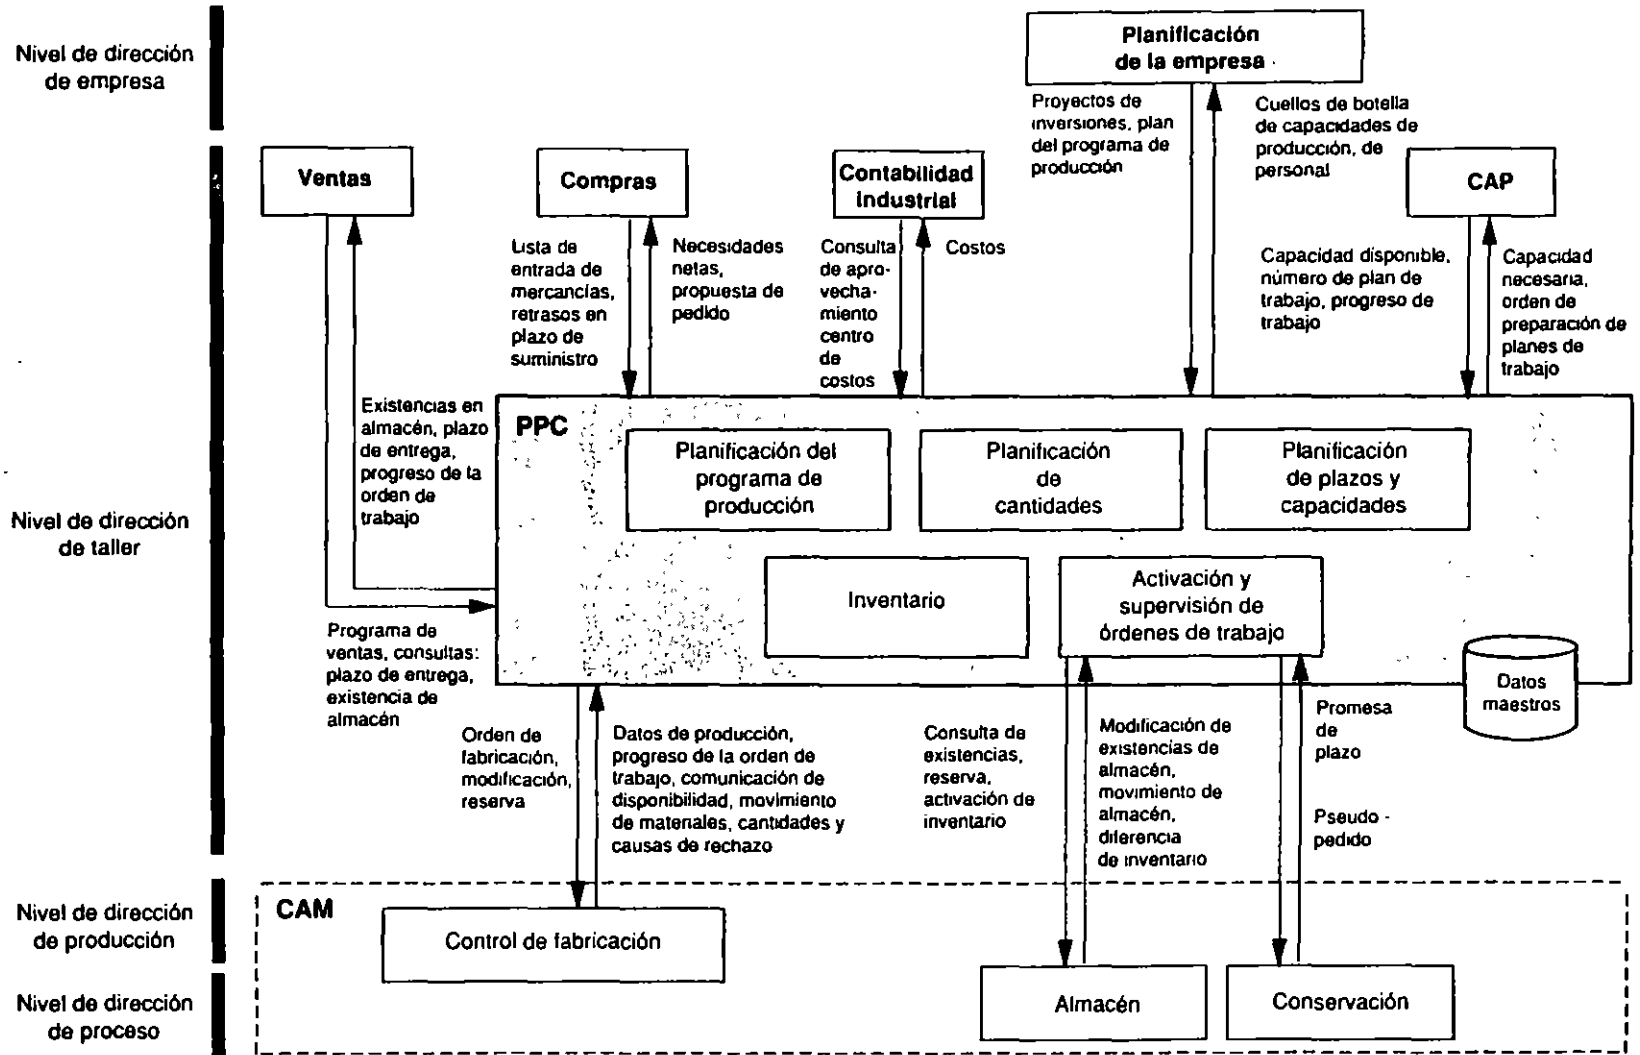 Nivel de dirección
de empresa
Planificación
de la empresa
Proyectos de
inversiones, plan
del programa de
producción
Cuellos de botella
de capacidades de
producción, de
personal
Ventas
Compras
Contabilidad
industrial
CAP
Lista de
entrada de
mercancías,
retrasos en
plazo de
suministro
Necesidades
netas,
propuesta de
pedido
Consulta
de apro-
vecha-
miento
centro
de
costos
Costos
Capacidad disponible,
número de plan de
trabajo, progreso de
trabajo
Capacidad
necesaria,
orden de
preparación de
planes de
trabajo
Existencias en
almacén, plazo
de entrega,
progreso de la
orden de
trabajo
Nivel de dirección
de taller
PPC
Planificación del
programa de
producción
Planificación
de
cantidades
Planificación
de plazos y
capacidades
Inventario
Activación y
supervisión de
órdenes de trabajo
Datos
maestros
Programa de
ventas, consultas:
plazo de entrega,
existencia de
almacén
Orden de
fabricación,
modificación,
reserva
Datos de producción,
progreso de la orden de
trabajo, comunicación de
disponibilidad, movimiento
de materiales, cantidades y
causas de rechazo
Consulta de
existencias,
reserva,
activación de
inventario
Modificación de
existencias de
almacén,
movimiento de
almacén,
diferencia
de inventario
Promesa
de
plazo
Pseudo -
pedido
Nivel de dirección
de producción
CAM
Control de fabricación
Nivel de dirección
de proceso
Almacén
Conservación